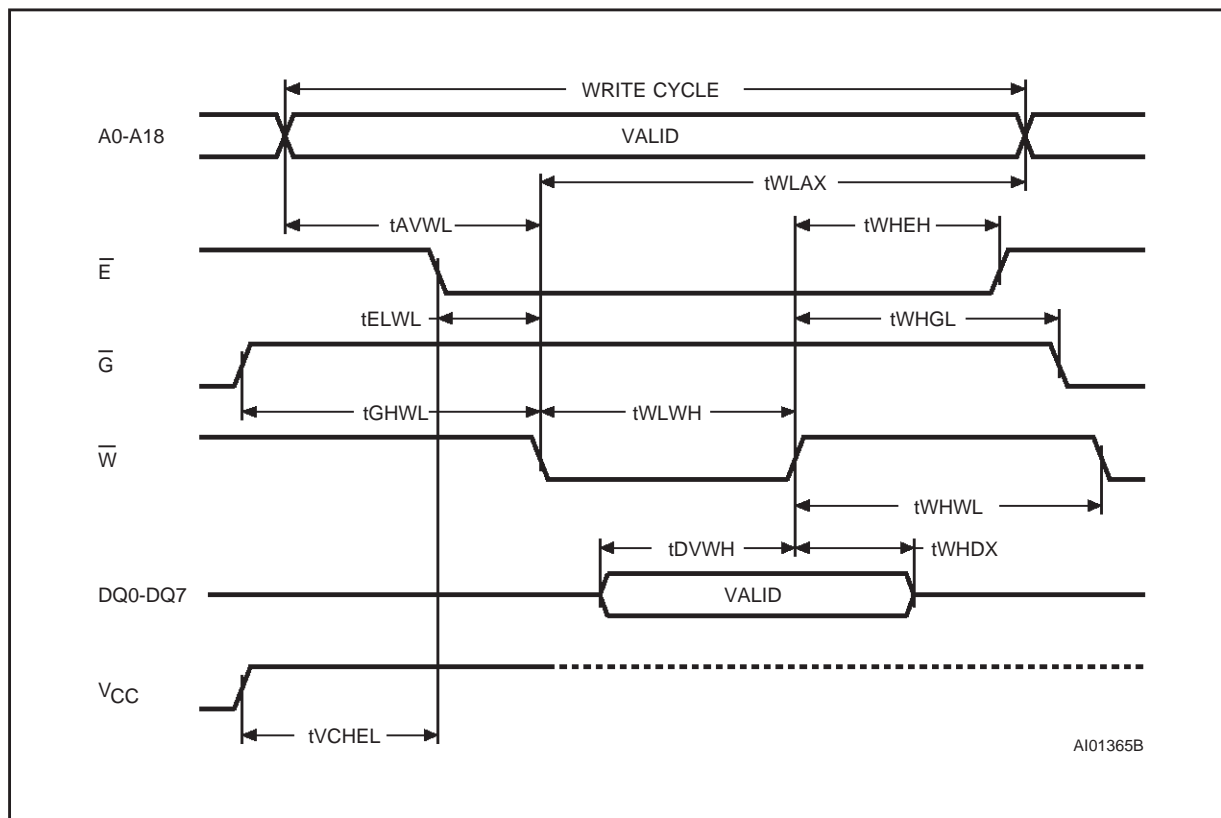 WRITE CYCLE
A0-A18
VALID
tWLAX
tAVWL
tWHEH
E̅
tELWL
tWHGL
G̅
tGHWL
tWLWH
W̅
tWHWL
tDVWH
tWHDX
DQ0-DQ7
VALID
VCC
tVCHEL
AI01365B